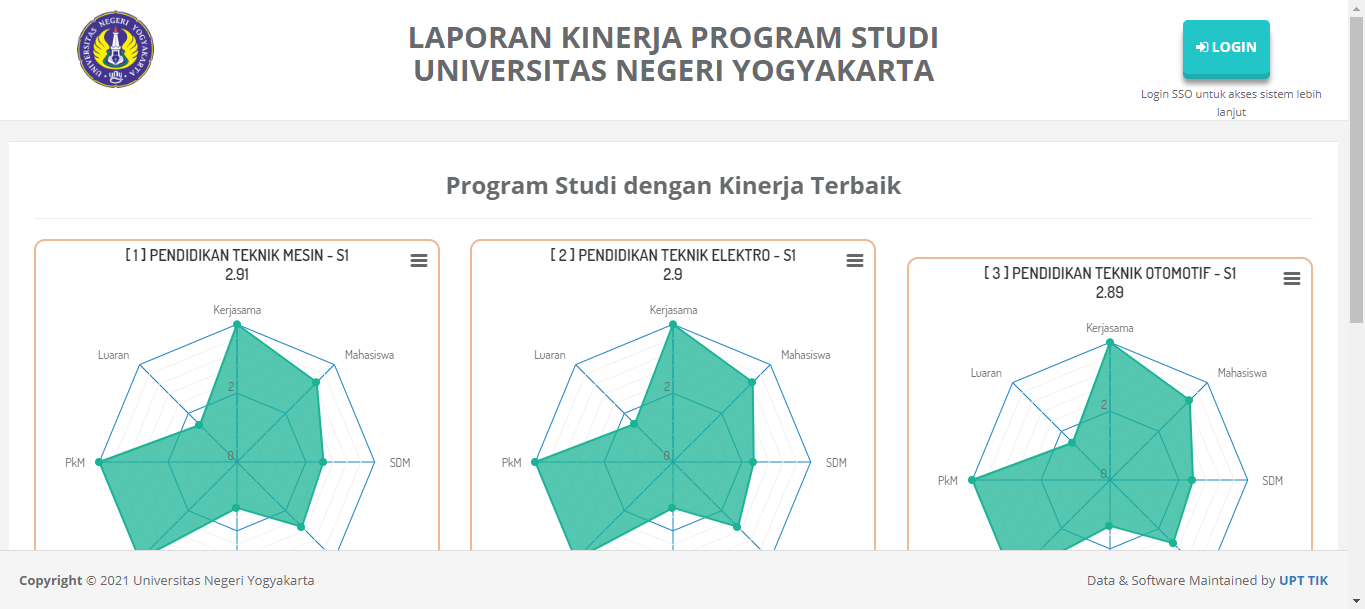 UNIVERSITAS NEGERI YOGYAKARTA
LAPORAN KINERJA PROGRAM STUDI
UNIVERSITAS NEGERI YOGYAKARTA
LOGIN
Login SSO untuk akses sistem lebih
lanjut
Program Studi dengan Kinerja Terbaik
[ 1 ] PENDIDIKAN TEKNIK MESIN - S1
2.91
Kerjasama
Luaran
Mahasiswa
2
0
PkM
SDM
[ 2 ] PENDIDIKAN TEKNIK ELEKTRO - S1
2.9
Kerjasama
Luaran
Mahasiswa
2
0
PkM
SDM
[ 3 ] PENDIDIKAN TEKNIK OTOMOTIF - S1
2.89
Kerjasama
Luaran
Mahasiswa
2
0
PkM
SDM
Copyright © 2021 Universitas Negeri Yogyakarta
Data & Software Maintained by UPT TIK